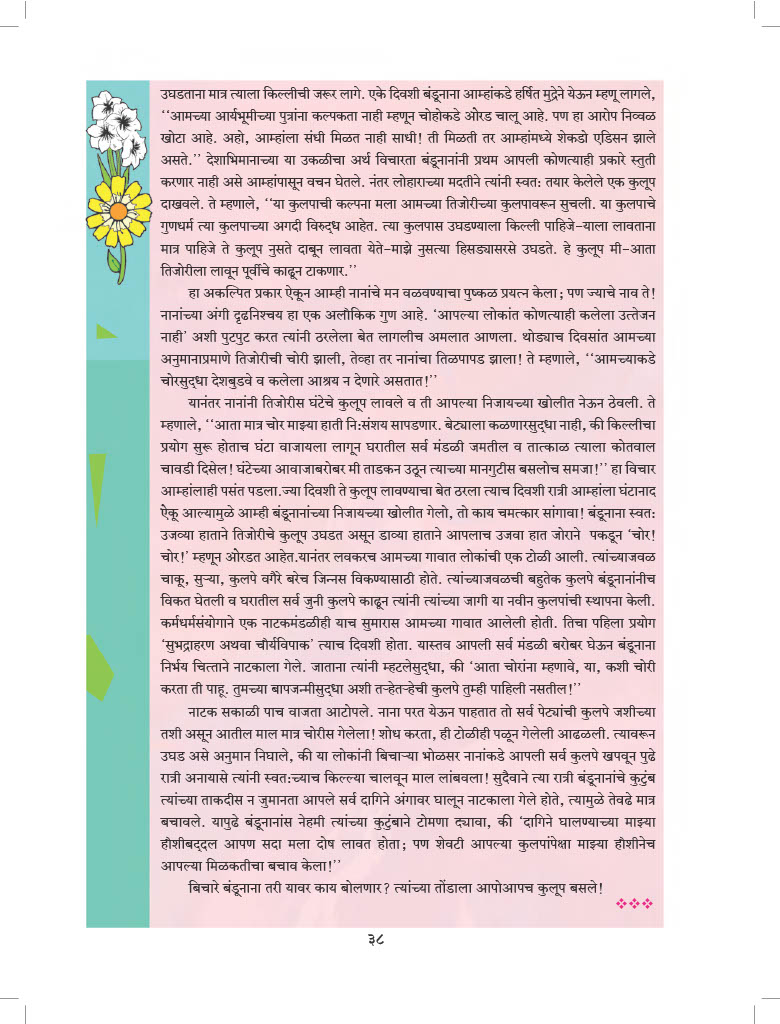 उघडताना मात्र त्याला किल्लीची जरूर लागे. एके दिवशी बंडूनाना आम्हांकडे हर्षित मुद्रेने येऊन म्हणू लागले,
‘‘आमच्या आर्यभूमीच्या पुत्रांना कल्पकता नाही म्हणून चोहोकडे ओरड चालू आहे. पण हा आरोप निव्वळ
खोटा आहे. अहो, आम्हांला संधी मिळत नाही साधी! ती मिळती तर आम्हांमध्ये शेकडो एडिसन झाले
असते.’’ देशाभिमानाच्या या उकळीचा अर्थ विचारता बंडूनानांनी प्रथम आपली कोणत्याही प्रकारे स्तुती
करणार नाही असे आम्हांपासून वचन घेतले. नंतर लोहाराच्या मदतीने त्यांनी स्वत: तयार केलेले एक कुलूप
दाखवले. ते म्हणाले, ‘‘या कुलपाची कल्पना मला आमच्या तिजोरीच्या कुलपावरून सुचली. या कुलपाचे
गुणधर्म त्या कुलपाच्या अगदी विरुद्ध आहेत. त्या कुलपास उघडण्याला किल्ली पाहिजे-याला लावताना
मात्र पाहिजे ते कुलूप नुसते दाबून लावता येते-माझे नुसत्या हिसड्यासरसे उघडते. हे कुलूप मी-आता
तिजोरीला लावून पूर्वीचे काढून टाकणार.’’
हा अकल्पित प्रकार ऐकून आम्ही नानांचे मन वळवण्याचा पुष्कळ प्रयत्न केला; पण ज्याचे नाव ते!
नानांच्या अंगी दृढनिश्चय हा एक अलौकिक गुण आहे. ‘आपल्या लोकांत कोणत्याही कलेला उत्तेजन
नाही’ अशी पुटपुट करत त्यांनी ठरलेला बेत लागलीच अमलात आणला. थोड्याच दिवसांत आमच्या
अनुमानाप्रमाणे तिजोरीची चोरी झाली, तेव्हा तर नानांचा तिळपापड झाला! ते म्हणाले, ‘‘आमच्याकडे
चोरसुद्धा देशबुडवे व कलेला आश्रय न देणारे असतात!’’
यानंतर नानांनी तिजोरीस घंटेचे कुलूप लावले व ती आपल्या निजायच्या खोलीत नेऊन ठेवली. ते
म्हणाले, ‘‘आता मात्र चोर माझ्या हाती नि:संशय सापडणार. बेट्याला कळणारसुद्धा नाही, की किल्लीचा
प्रयोग सुरू होताच घंटा वाजायला लागून घरातील सर्व मंडळी जमतील व तात्काळ त्याला कोतवाल
चावडी दिसेल! घंटेच्या आवाजाबरोबर मी ताडकन उठून त्याच्या मानगुटीस बसलोच समजा!’’ हा विचार
आम्हांलाही पसंत पडला.ज्या दिवशी ते कुलूप लावण्याचा बेत ठरला त्याच दिवशी रात्री आम्हांला घंटानाद
ऐकू आल्यामुळे आम्ही बंडूनानांच्या निजायच्या खोलीत गेलो, तो काय चमत्कार सांगावा! बंडूनाना स्वत:
उजव्या हाताने तिजोरीचे कुलूप उघडत असून डाव्या हाताने आपलाच उजवा हात जोराने पकडून ‘चोर!
चोर!’ म्हणून ओरडत आहेत.यानंतर लवकरच आमच्या गावात लोकांची एक टोळी आली. त्यांच्याजवळ
चाकू, सुऱ्या, कुलपे वगैरे बरेच जिन्नस विकण्यासाठी होते. त्यांच्याजवळची बहुतेक कुलपे बंडूनानांनीच
विकत घेतली व घरातील सर्व जुनी कुलपे काढून त्यांनी त्यांच्या जागी या नवीन कुलपांची स्थापना केली.
कर्मधर्मसंयोगाने एक नाटकमंडळीही याच सुमारास आमच्या गावात आलेली होती. तिचा पहिला प्रयोग
‘सुभद्राहरण अथवा चौर्यविपाक’ त्याच दिवशी होता. यास्तव आपली सर्व मंडळी बरोबर घेऊन बंडूनाना
निर्भय चित्ताने नाटकाला गेले. जाताना त्यांनी म्हटलेसुद्धा, की ‘आता चोरांना म्हणावे, या, कशी चोरी
करता ती पाहू. तुमच्या बापजन्मीसुद्धा अशी तऱ्हेतऱ्हेची कुलपे तुम्ही पाहिली नसतील!’’
नाटक सकाळी पाच वाजता आटोपले. नाना परत येऊन पाहतात तो सर्व पेट्यांची कुलपे जशीच्या
तशी असून आतील माल मात्र चोरीस गेलेला! शोध करता, ही टोळीही पळून गेलेली आढळली. त्यावरून
उघड असे अनुमान निघाले, की या लोकांनी बिचाऱ्या भोळसर नानांकडे आपली सर्व कुलपे खपवून पुढे
रात्री अनायासे त्यांनी स्वत:च्याच किल्ल्या चालवून माल लांबवला! सुदैवाने त्या रात्री बंडूनानांचे कुटुंब
त्यांच्या ताकदीस न जुमानता आपले सर्व दागिने अंगावर घालून नाटकाला गेले होते, त्यामुळे तेवढे मात्र
बचावले. यापुढे बंडूनानांस नेहमी त्यांच्या कुटुंबाने टोमणा द्यावा, की ‘दागिने घालण्याच्या माझ्या
हौशीबद्दल आपण सदा मला दोष लावत होता; पण शेवटी आपल्या कुलपांपेक्षा माझ्या हौशीनेच
आपल्या मिळकतीचा बचाव केला!’’
बिचारे बंडूनाना तरी यावर काय बोलणार? त्यांच्या तोंडाला आपोआपच कुलूप बसले!
३८